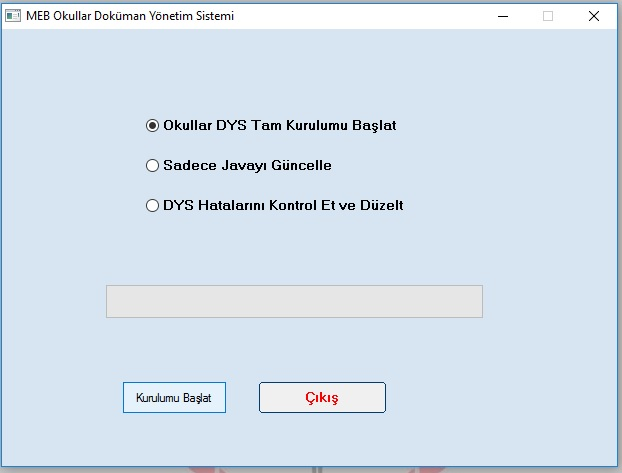 MEB Okullar Doküman Yönetim Sistemi
Okullar DYS Tam Kurulumu Başlat
Sadece Javayı Güncelle
DYS Hatalarını Kontrol Et ve Düzelt
Kurulumu Başlat
Çıkış